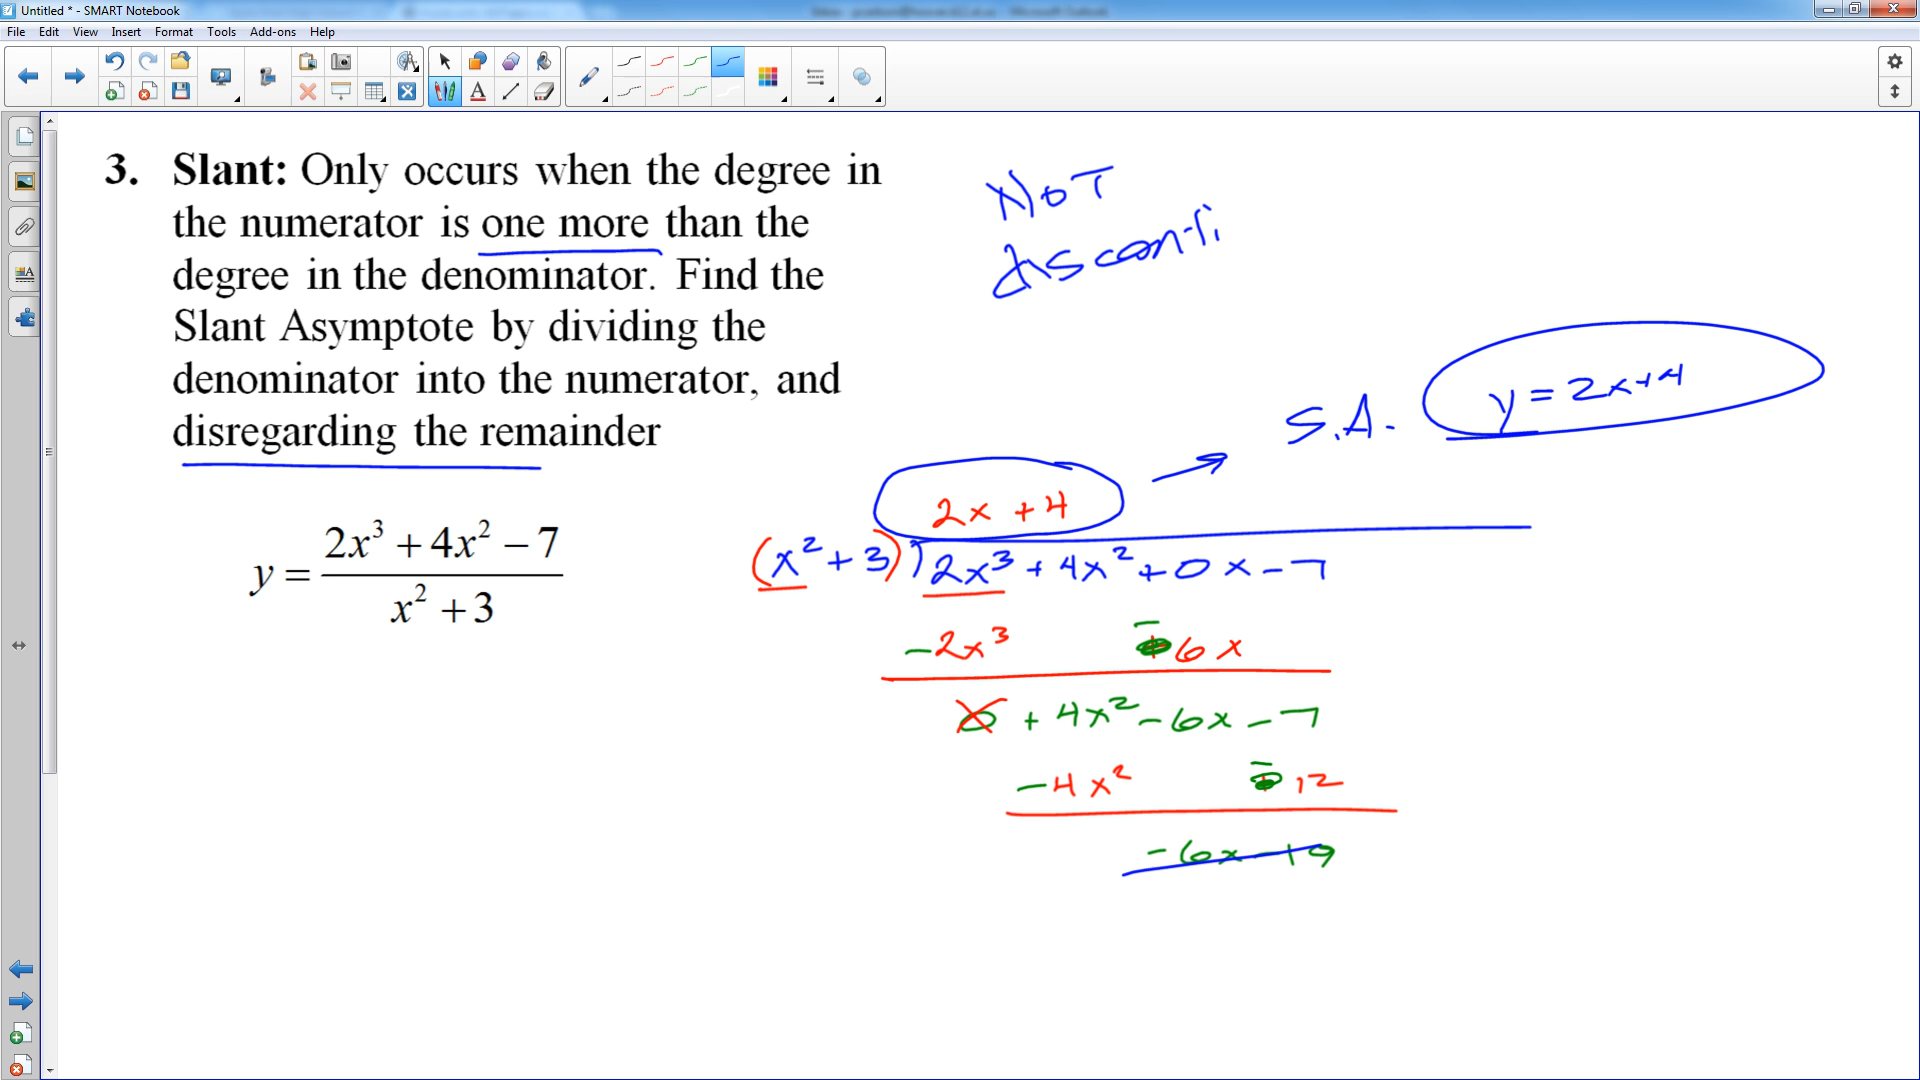 Untitled * - SMART Notebook
File Edit View Insert Format Tools Add-ons Help
3. Slant: Only occurs when the degree in
the numerator is one more than the
degree in the denominator. Find the
Slant Asymptote by dividing the
denominator into the numerator, and
disregarding the remainder
NOT
disconti
S.A. y = 2x+4
2x + 4
(x² + 3) ) 2x³ + 4x² + 0x - 7
y = (2x³ + 4x² − 7) / (x² + 3)
- 2x³ - 6x
0 + 4x² - 6x - 7
- 4x² - 12
- 6x - 19